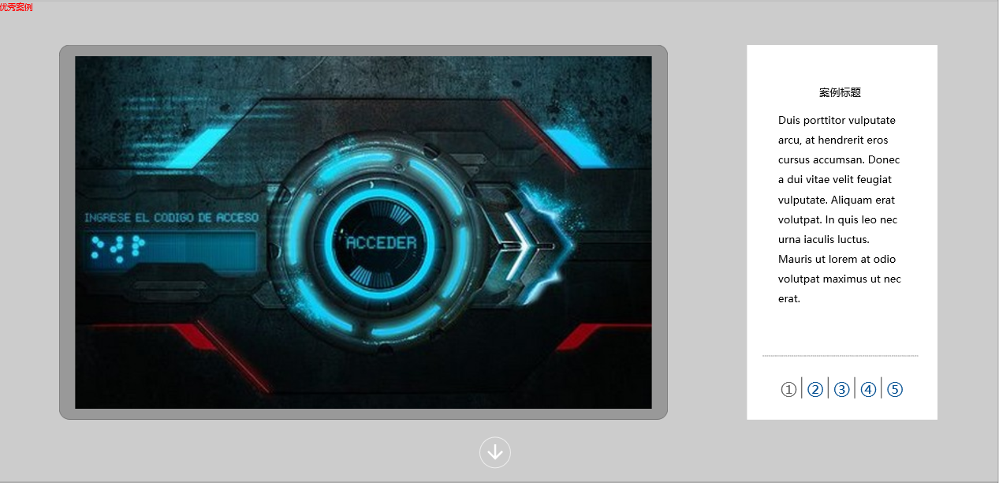 优秀案例
INGRESE EL CODIGO DE ACCESO
ACCEDER
案例标题
Duis porttitor vulputate
arcu, at hendrerit eros
cursus accumsan. Donec
a dui vitae velit feugiat
vulputate. Aliquam erat
volutpat. In quis leo nec
urna iaculis luctus.
Mauris ut lorem at odio
volutpat maximus ut nec
erat.
① | ② | ③ | ④ | ⑤